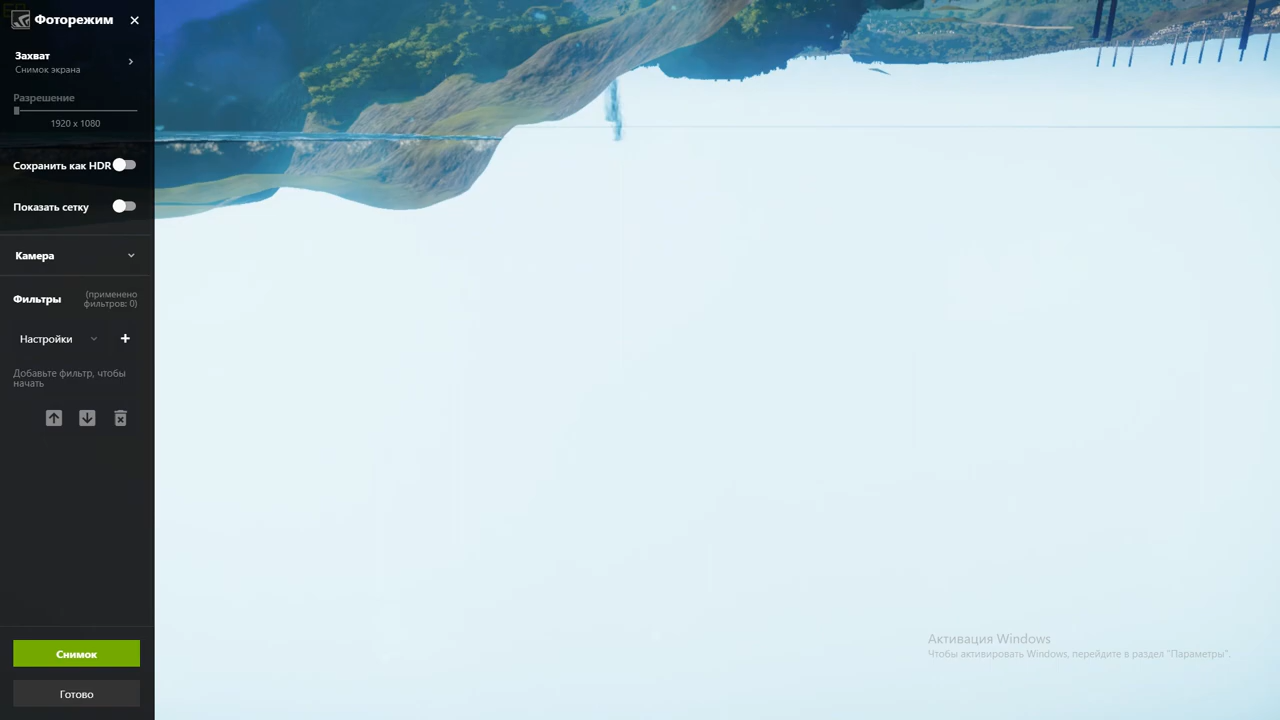 Фоторежим
Захват
Снимок экрана
Разрешение
1920 x 1080
Сохранить как HDR
Показать сетку
Камера
Фильтры
(применено
фильтров: 0)
Настройки
Добавьте фильтр, чтобы
начать
Снимок
Готово
Активация Windows
Чтобы активировать Windows, перейдите в раздел "Параметры".